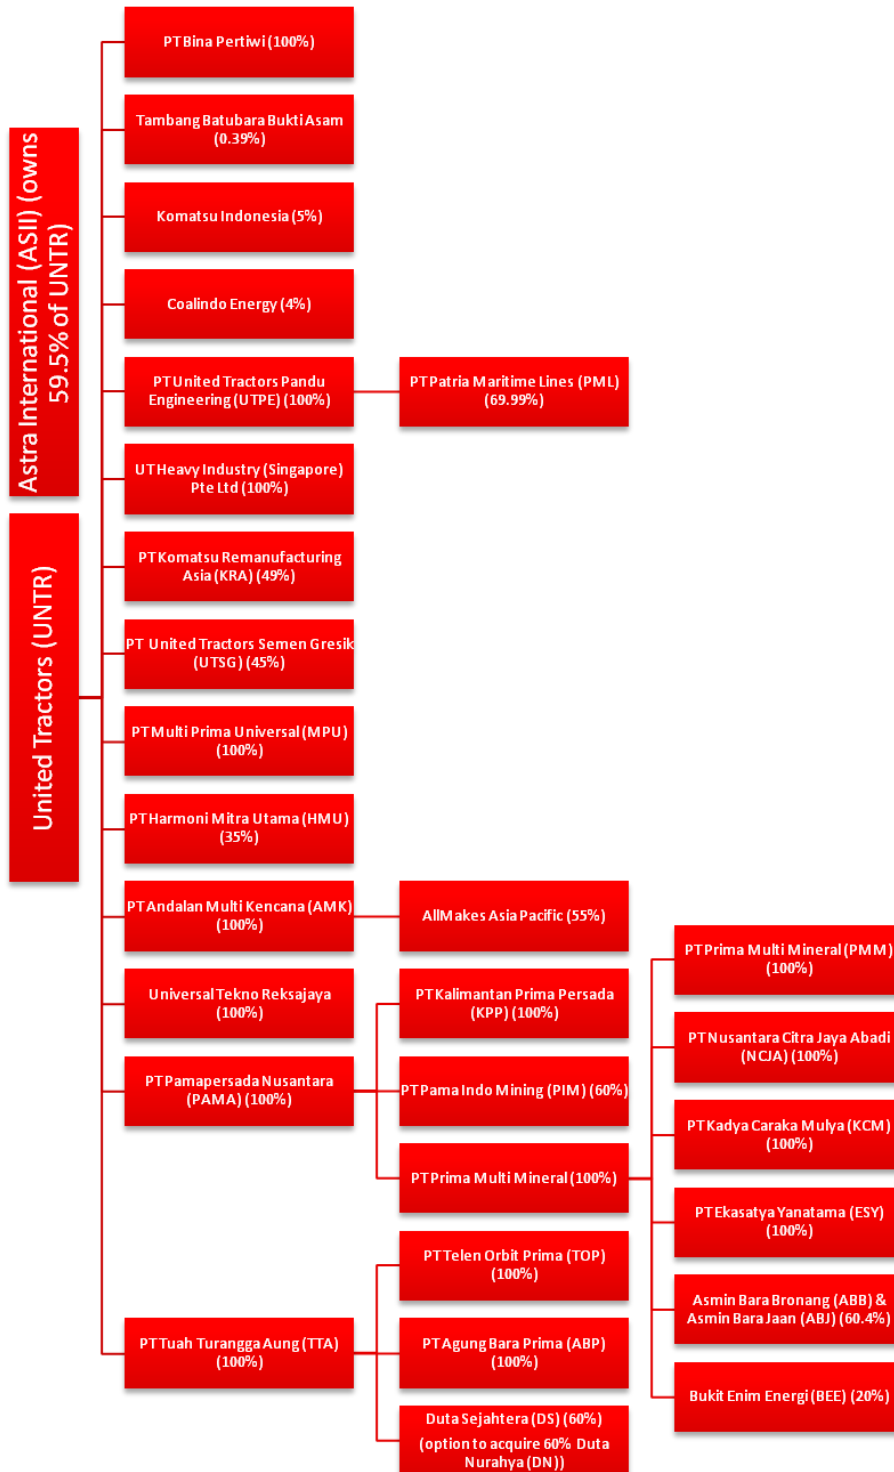 Astra International (ASII) (owns
59.5% of UNTR)
United Tractors (UNTR)
PT Bina Pertiwi (100%)
Tambang Batubara Bukti Asam
(0.39%)
Komatsu Indonesia (5%)
Coalindo Energy (4%)
PT United Tractors Pandu
Engineering (UTPE) (100%)
PT Patria Maritime Lines (PML)
(69.99%)
UT Heavy Industry (Singapore)
Pte Ltd (100%)
PT Komatsu Remanufacturing
Asia (KRA) (49%)
PT United Tractors Semen Gresik
(UTSG) (45%)
PT Multi Prima Universal (MPU)
(100%)
PT Harmoni Mitra Utama (HMU)
(35%)
PT Andalan Multi Kencana (AMK)
(100%)
AllMakes Asia Pacific (55%)
Universal Tekno Reksajaya
(100%)
PT Pamapersada Nusantara
(PAMA) (100%)
PT Kalimantan Prima Persada
(KPP) (100%)
PT Pama Indo Mining (PIM) (60%)
PT Prima Multi Mineral (100%)
PT Prima Multi Mineral (PMM)
(100%)
PT Nusantara Citra Jaya Abadi
(NCJA) (100%)
PT Kadya Caraka Mulya (KCM)
(100%)
PT Ekasatya Yanatama (ESY)
(100%)
Asmin Bara Bronang (ABB) &
Asmin Bara Jaan (ABJ) (60.4%)
Bukit Enim Energi (BEE) (20%)
PT Tuah Turangga Aung (TTA)
(100%)
PT Telen Orbit Prima (TOP)
(100%)
PT Agung Bara Prima (ABP)
(100%)
Duta Sejahtera (DS) (60%)
(option to acquire 60% Duta
Nurahya (DN))